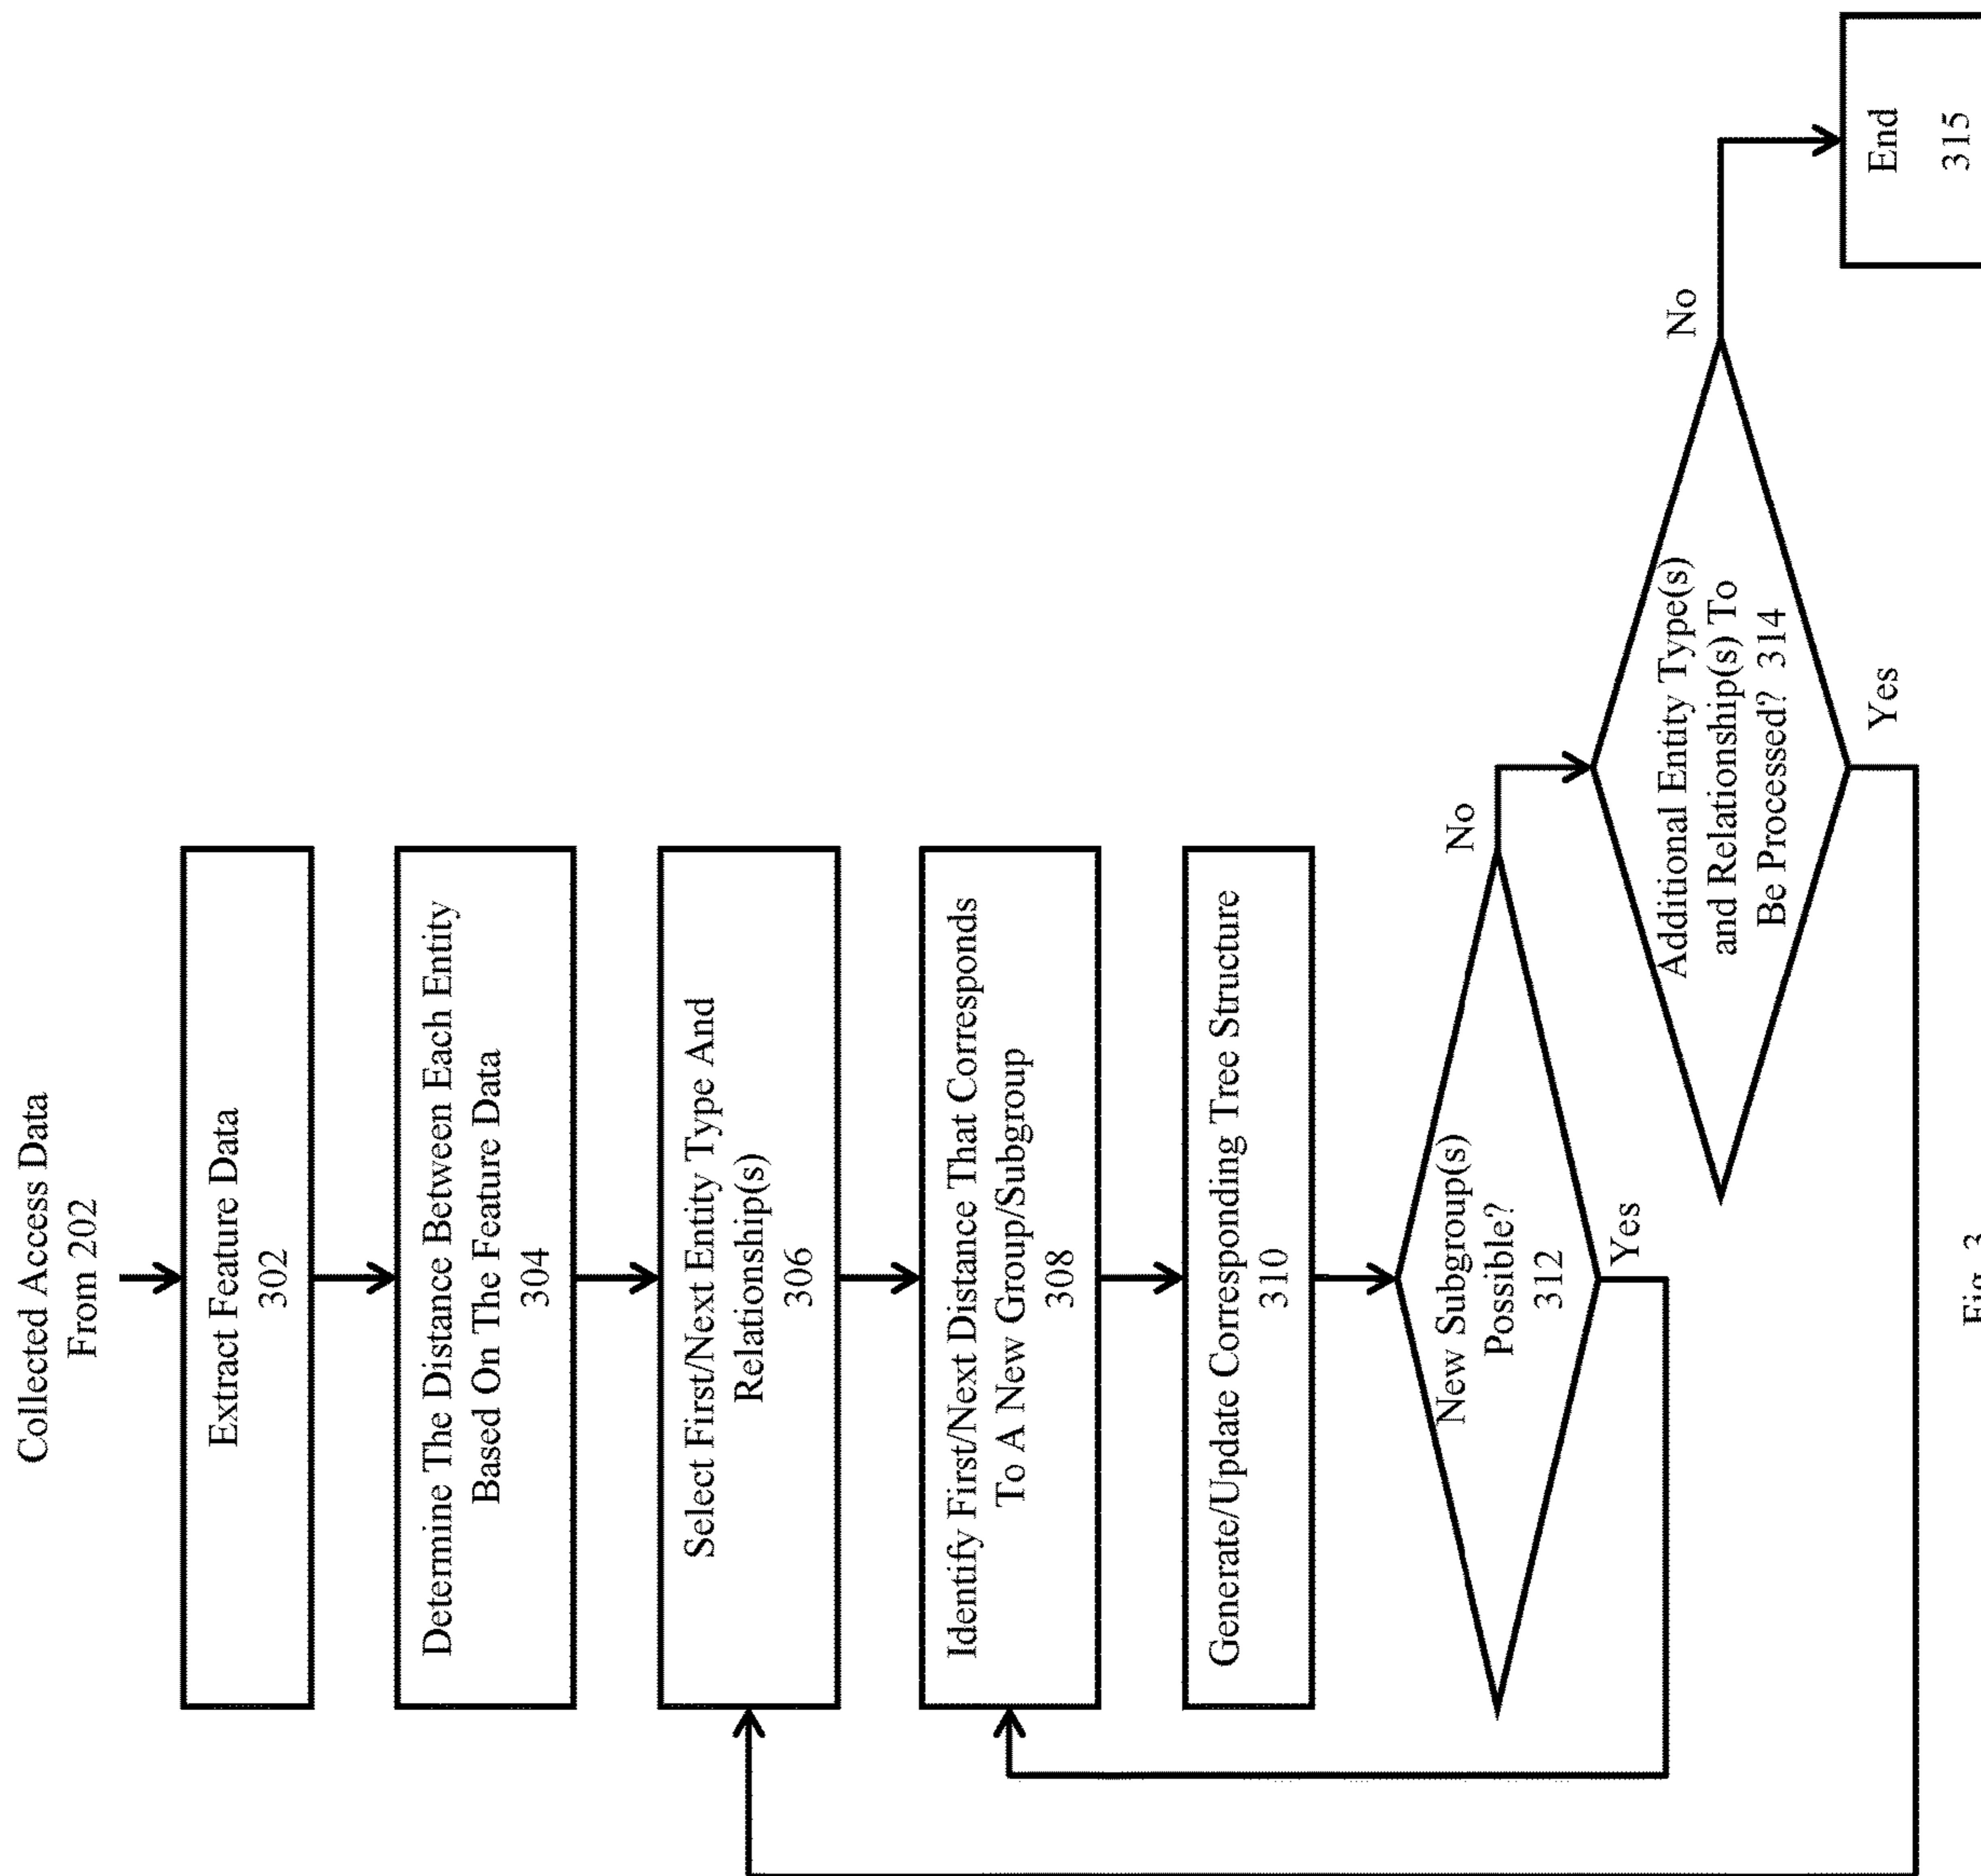 Collected Access Data
From 202
Extract Feature Data
302
Determine The Distance Between Each Entity
Based On The Feature Data
304
Select First/Next Entity Type And
Relationship(s)
306
Identify First/Next Distance That Corresponds
To A New Group/Subgroup
308
Generate/Update Corresponding Tree Structure
310
New Subgroup(s)
Possible?
312
No
Yes
Additional Entity Type(s)
and Relationship(s) To
Be Processed? 314
No
Yes
End
315
Fig. 3